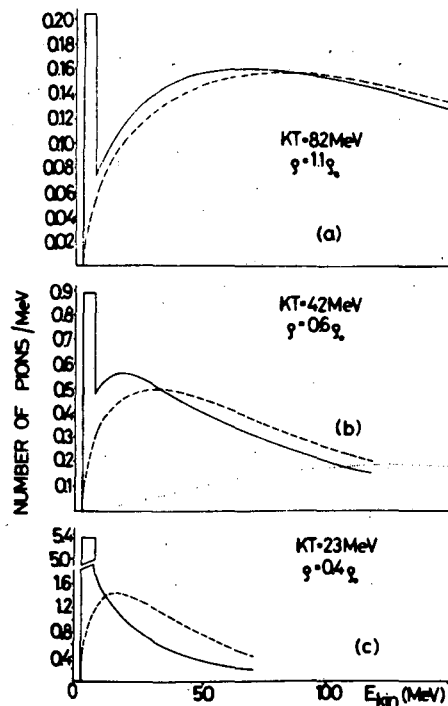 0.20
0.18
0.16
0.14
0.12
0.10
0.08
0.06
0.04
0.02
KT=82MeV
ρ=1.1ρ₀
(a)
NUMBER OF PIONS/MeV
0.9
0.8
0.7
0.6
0.5
0.4
0.3
0.2
0.1
KT=42MeV
ρ=0.6ρ₀
(b)
5.4
5.0
1.6
1.2
0.8
0.4
KT=23MeV
ρ=0.4ρ₀
(c)
0 50 100 Ekin(MeV)